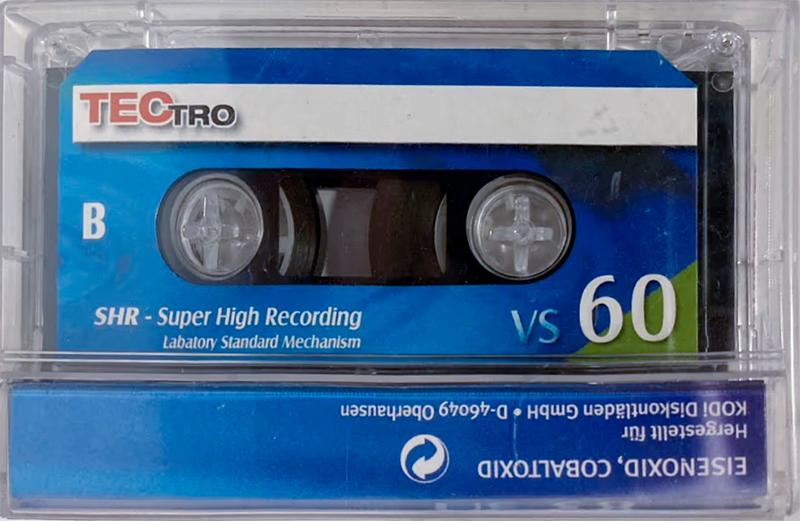 TECTRO
B
SHR - Super High Recording
Labatory Standard Mechanism
VS 60
EISENOXID, COBALTOXID
Hergestellt für
KODi Diskontläden GmbH • D-46049 Oberhausen